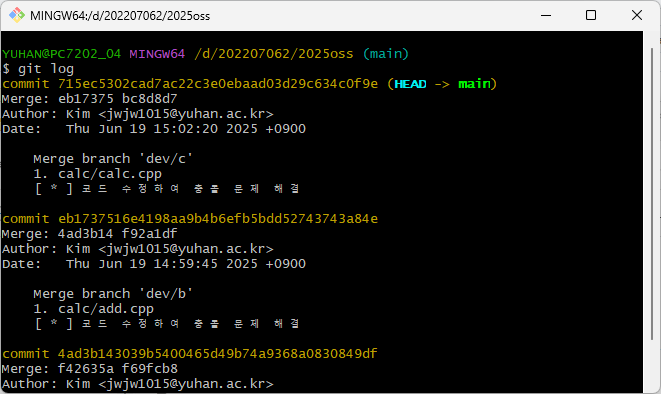 MINGW64:/d/202207062/2025oss
YUHAN@PC7202_04 MINGW64 /d/202207062/2025oss (main)
$ git log
commit 715ec5302cad7ac22c3e0ebaad03d29c634c0f9e (HEAD -> main)
Merge: eb17375 bc8d8d7
Author: Kim <jwjw1015@yuhan.ac.kr>
Date:   Thu Jun 19 15:02:20 2025 +0900
    Merge branch 'dev/c'
    1. calc/calc.cpp
    [ * ] 코드 수정하여 충돌 문제 해결
commit eb1737516e4198aa9b4b6efb5bdd52743743a84e
Merge: 4ad3b14 f92a1df
Author: Kim <jwjw1015@yuhan.ac.kr>
Date:   Thu Jun 19 14:59:45 2025 +0900
    Merge branch 'dev/b'
    1. calc/add.cpp
    [ * ] 코드 수정하여 충돌 문제 해결
commit 4ad3b143039b5400465d49b74a9368a0830849df
Merge: f42635a f69fcb8
Author: Kim <jwjw1015@yuhan.ac.kr>